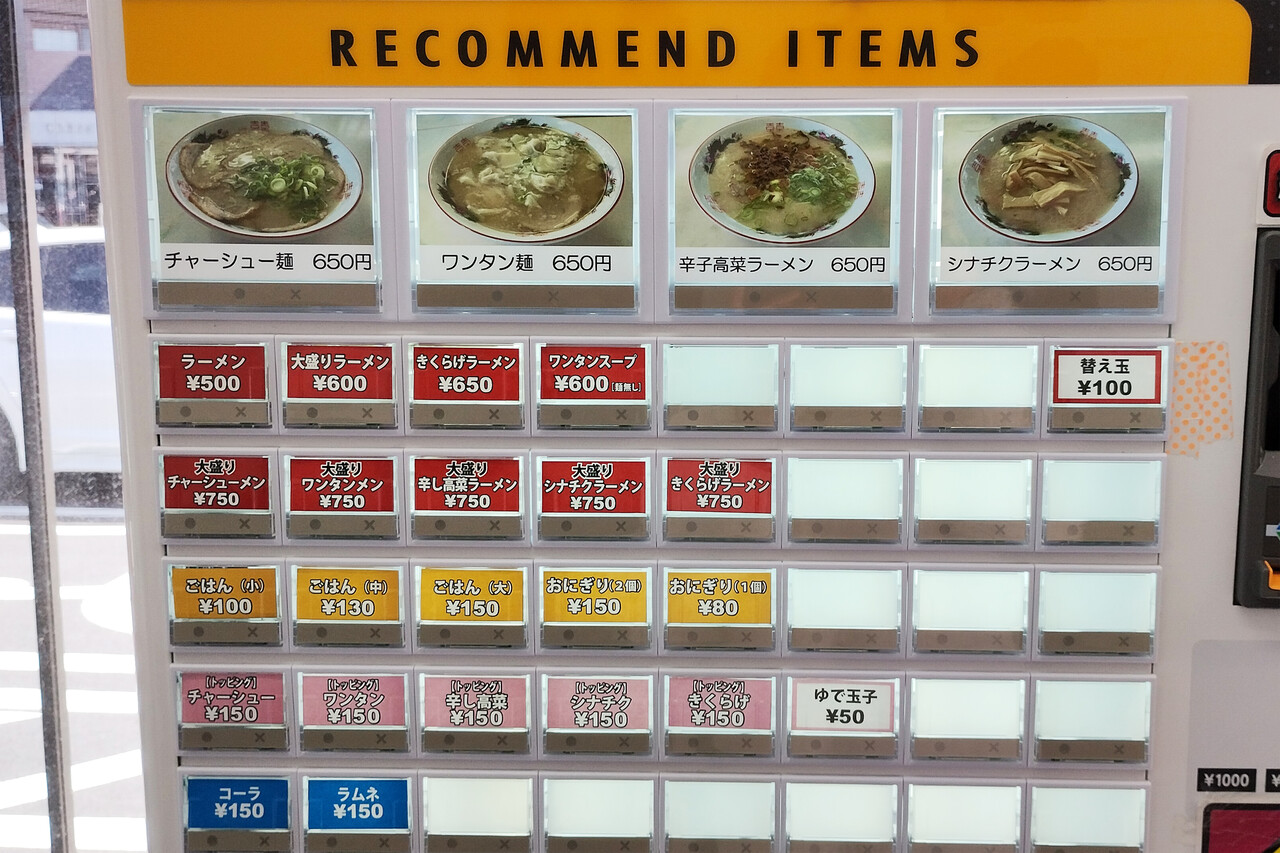 RECOMMEND ITEMS
チャーシュー麺 650円
ワンタン麺 650円
辛子高菜ラーメン 650円
シナチクラーメン 650円
ラーメン
¥500
大盛りラーメン
¥600
きくらげラーメン
¥650
ワンタンスープ
¥600[麺無し]
替え玉
¥100
大盛り
チャーシューメン
¥750
大盛り
ワンタンメン
¥750
大盛り
辛し高菜ラーメン
¥750
大盛り
シナチクラーメン
¥750
大盛り
きくらげラーメン
¥750
ごはん（小）
¥100
ごはん（中）
¥130
ごはん（大）
¥150
おにぎり（2個）
¥150
おにぎり（1個）
¥80
[トッピング]
チャーシュー
¥150
[トッピング]
ワンタン
¥150
[トッピング]
辛し高菜
¥150
[トッピング]
シナチク
¥150
[トッピング]
きくらげ
¥150
ゆで玉子
¥50
¥1000
コーラ
¥150
ラムネ
¥150